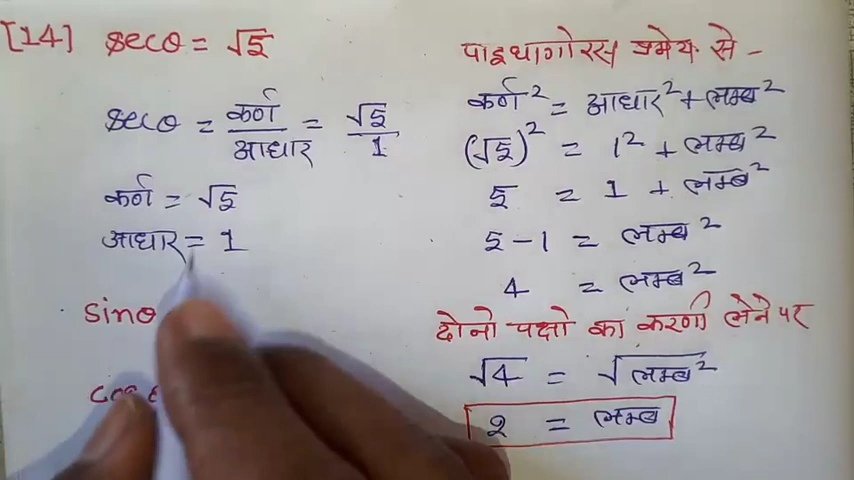 [14] secθ = √5
secθ = कर्ण/आधार = √5/1
कर्ण = √5
आधार = 1
sinθ
cos
पाइथागोरस प्रमेय से -
कर्ण² = आधार² + लम्ब²
(√5)² = 1² + लम्ब²
5 = 1 + लम्ब²
5 - 1 = लम्ब²
4 = लम्ब²
दोनो पक्षो का करणी लेने पर
√4 = √लम्ब²
2 = लम्ब